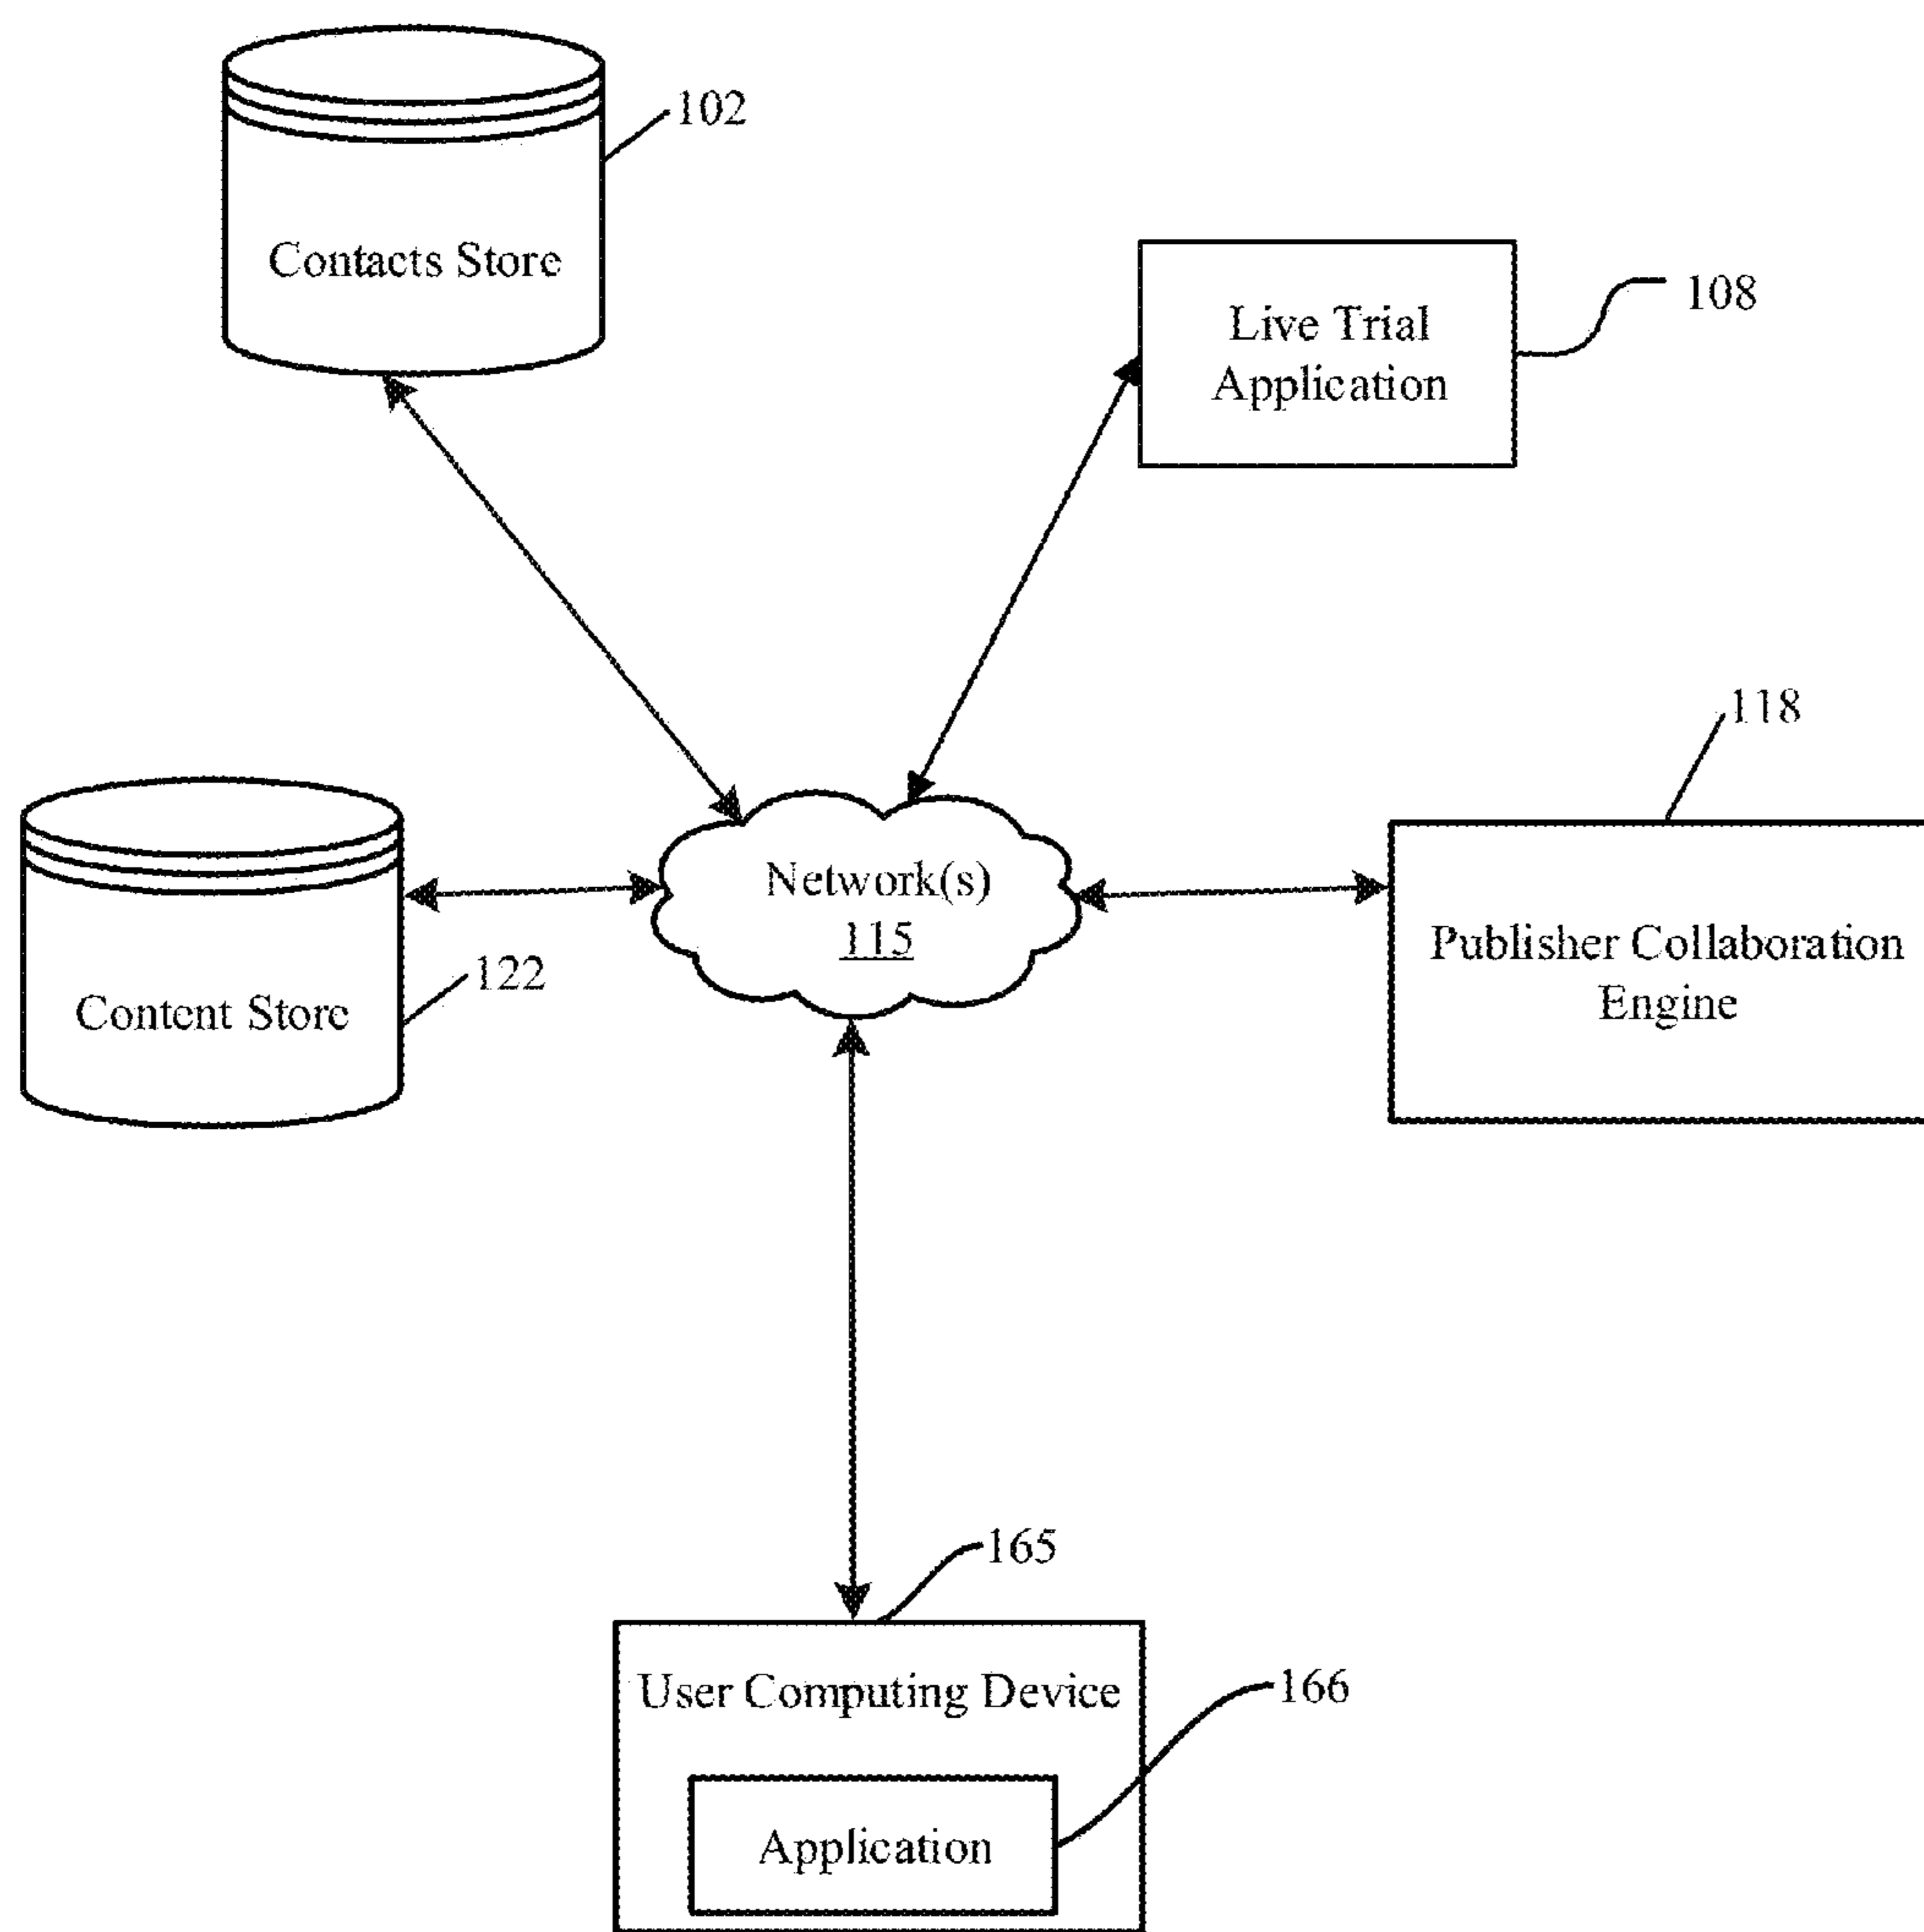 102
Contacts Store
Live Trial
Application
108
118
Network(s)
115
Publisher Collaboration
Engine
122
Content Store
165
User Computing Device
166
Application